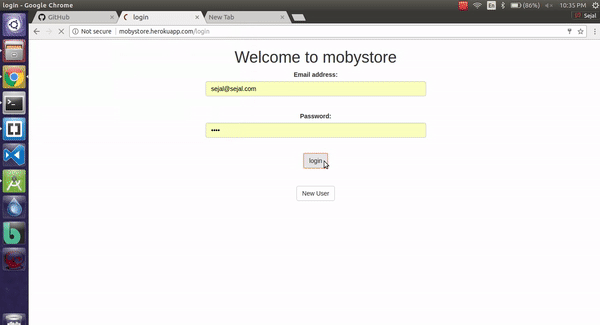 login - Google Chrome
En
(86%)
10:35 PM
GitHub
login
New Tab
Sejal
Not secure
mobystore.herokuapp.com/login
Welcome to mobystore
Email address:
sejal@sejal.com
Password:
••••
login
New User